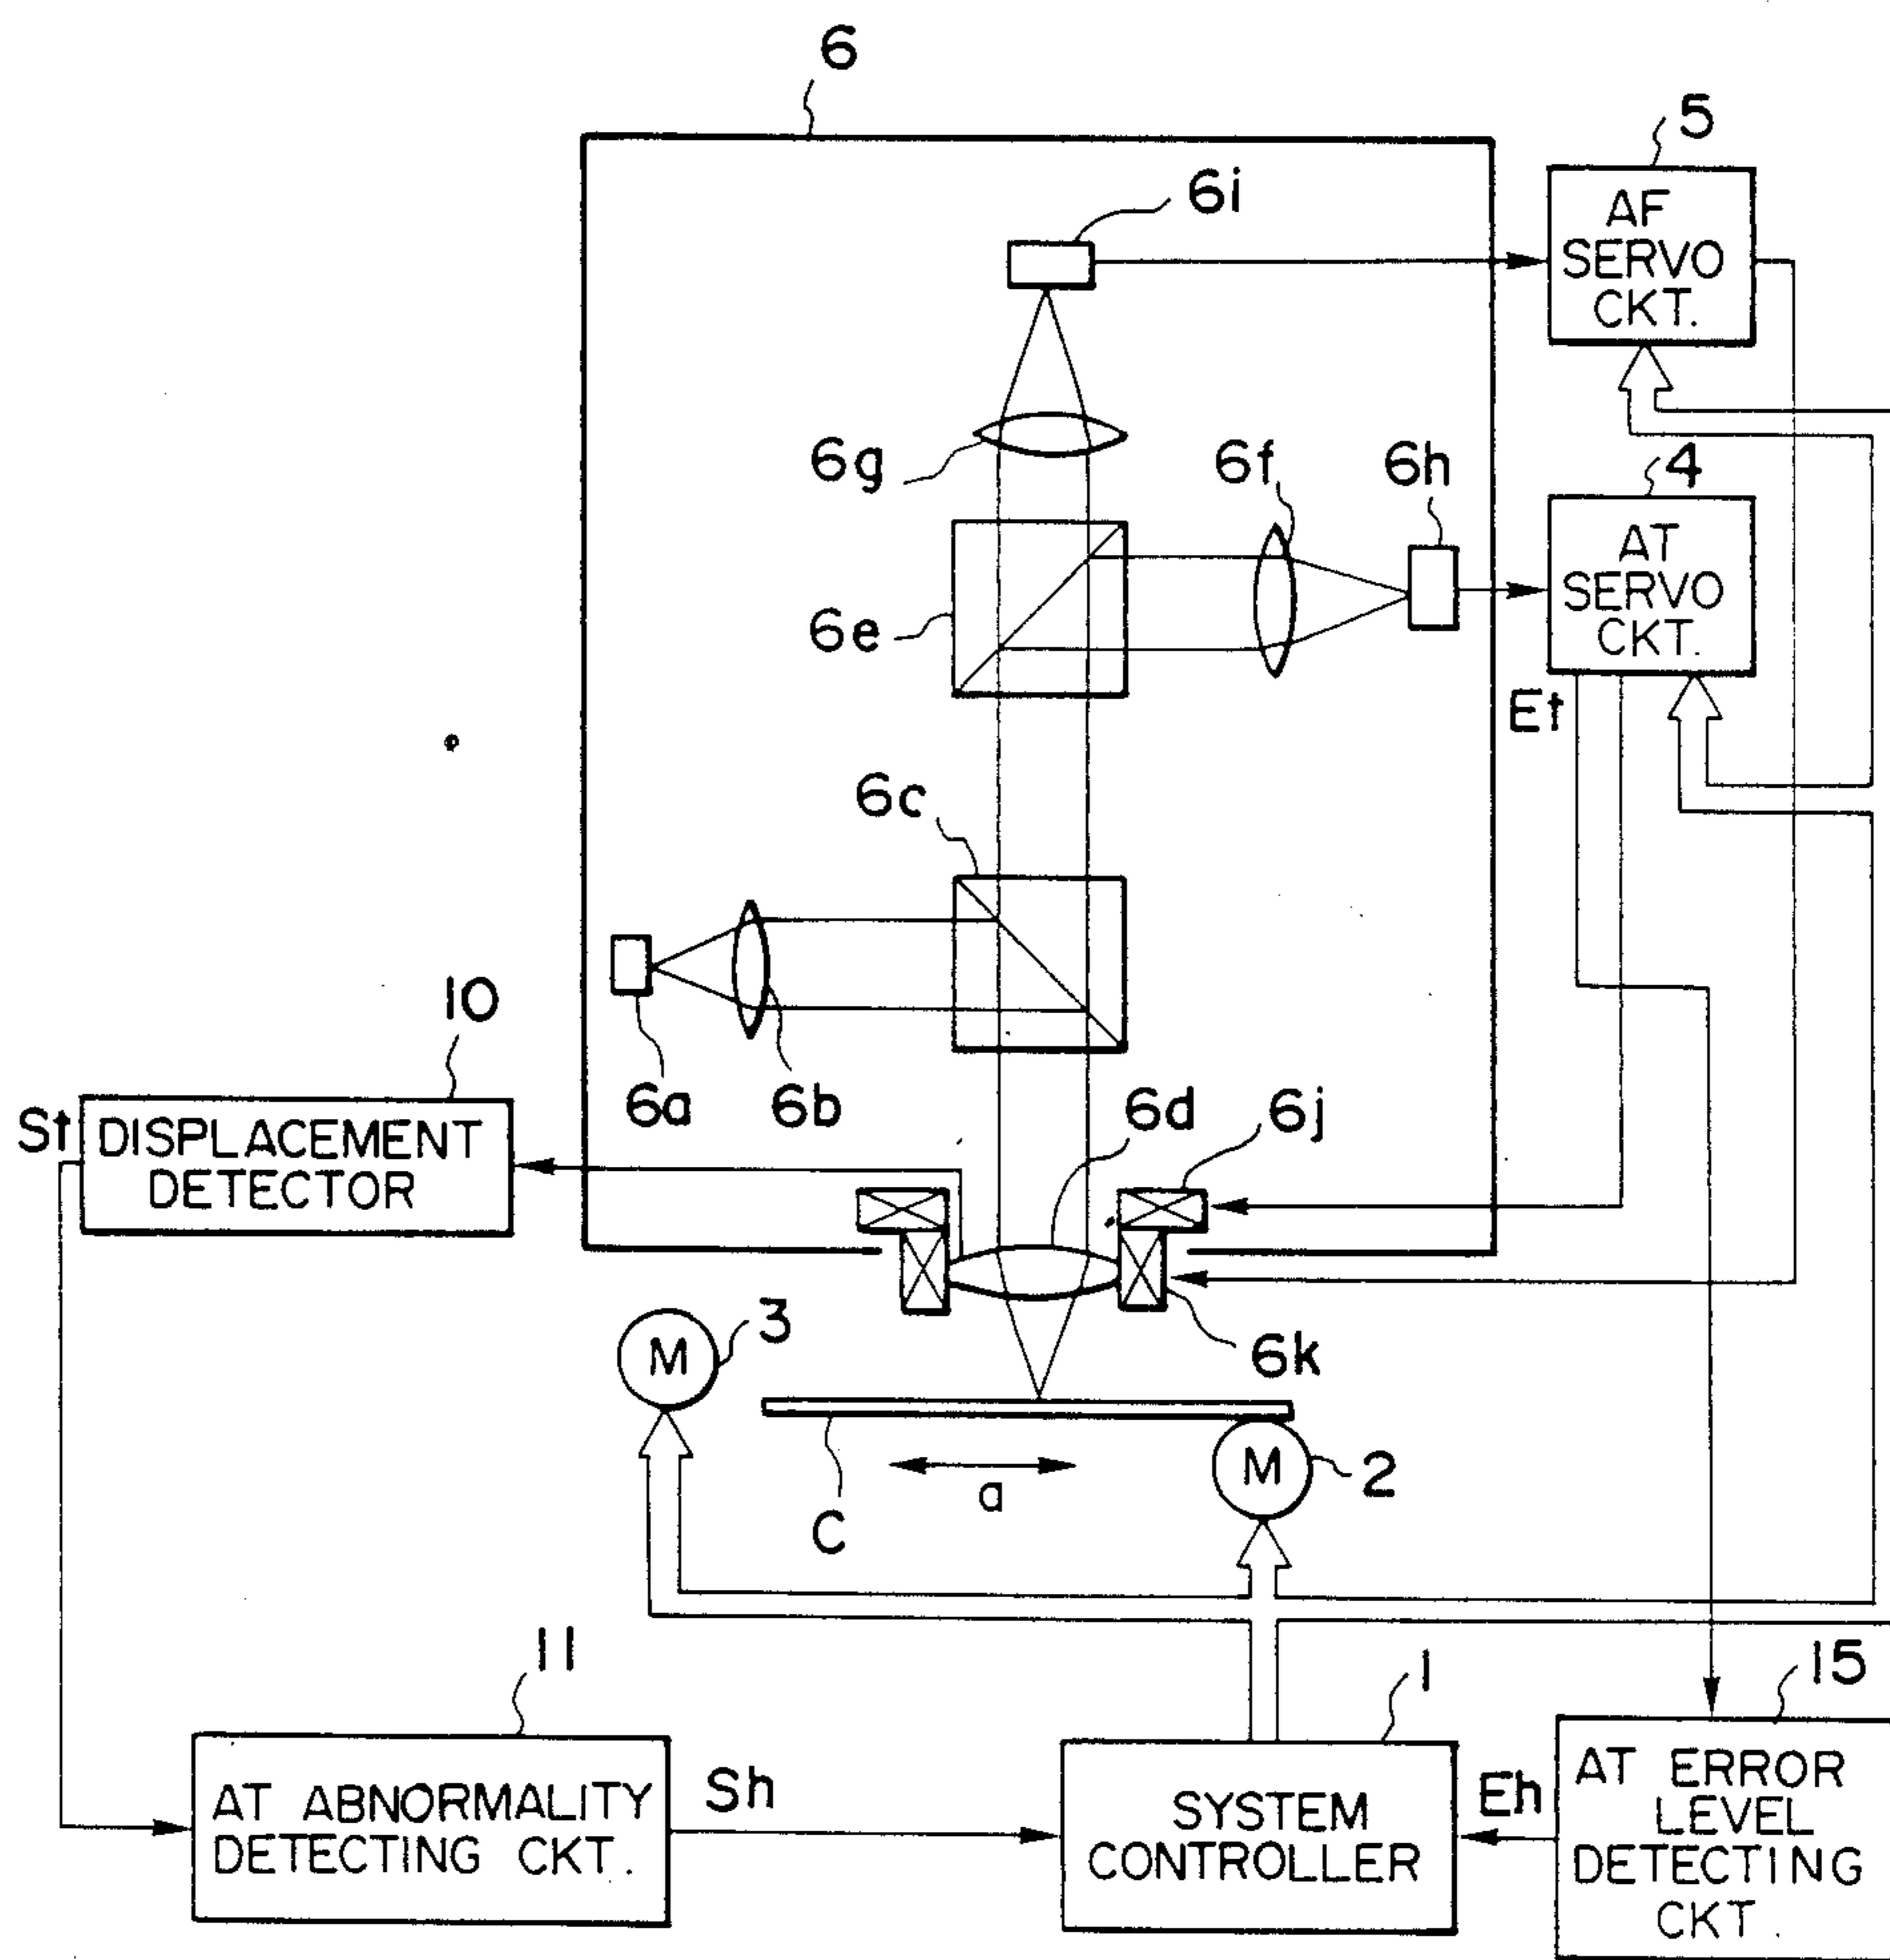 6
5
6i
AF
SERVO
CKT.
6g
6f
6h
4
AT
SERVO
CKT.
6e
Et
6c
10
6a
6b
6d
6j
St
DISPLACEMENT
DETECTOR
3
M
6k
C
a
M
2
11
1
15
AT ABNORMALITY
DETECTING CKT.
Sh
SYSTEM
CONTROLLER
Eh
AT ERROR
LEVEL
DETECTING
CKT.